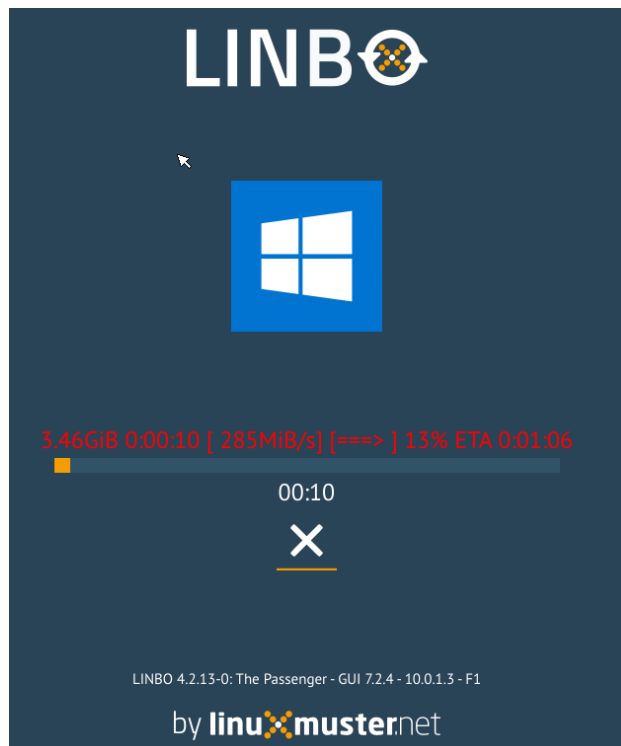 LINBO
3.46GiB 0:00:10 [ 285MiB/s] [===> ] 13% ETA 0:01:06
00:10
LINBO 4.2.13-0: The Passenger - GUI 7.2.4 - 10.0.1.3 - F1
by linuxmuster.net